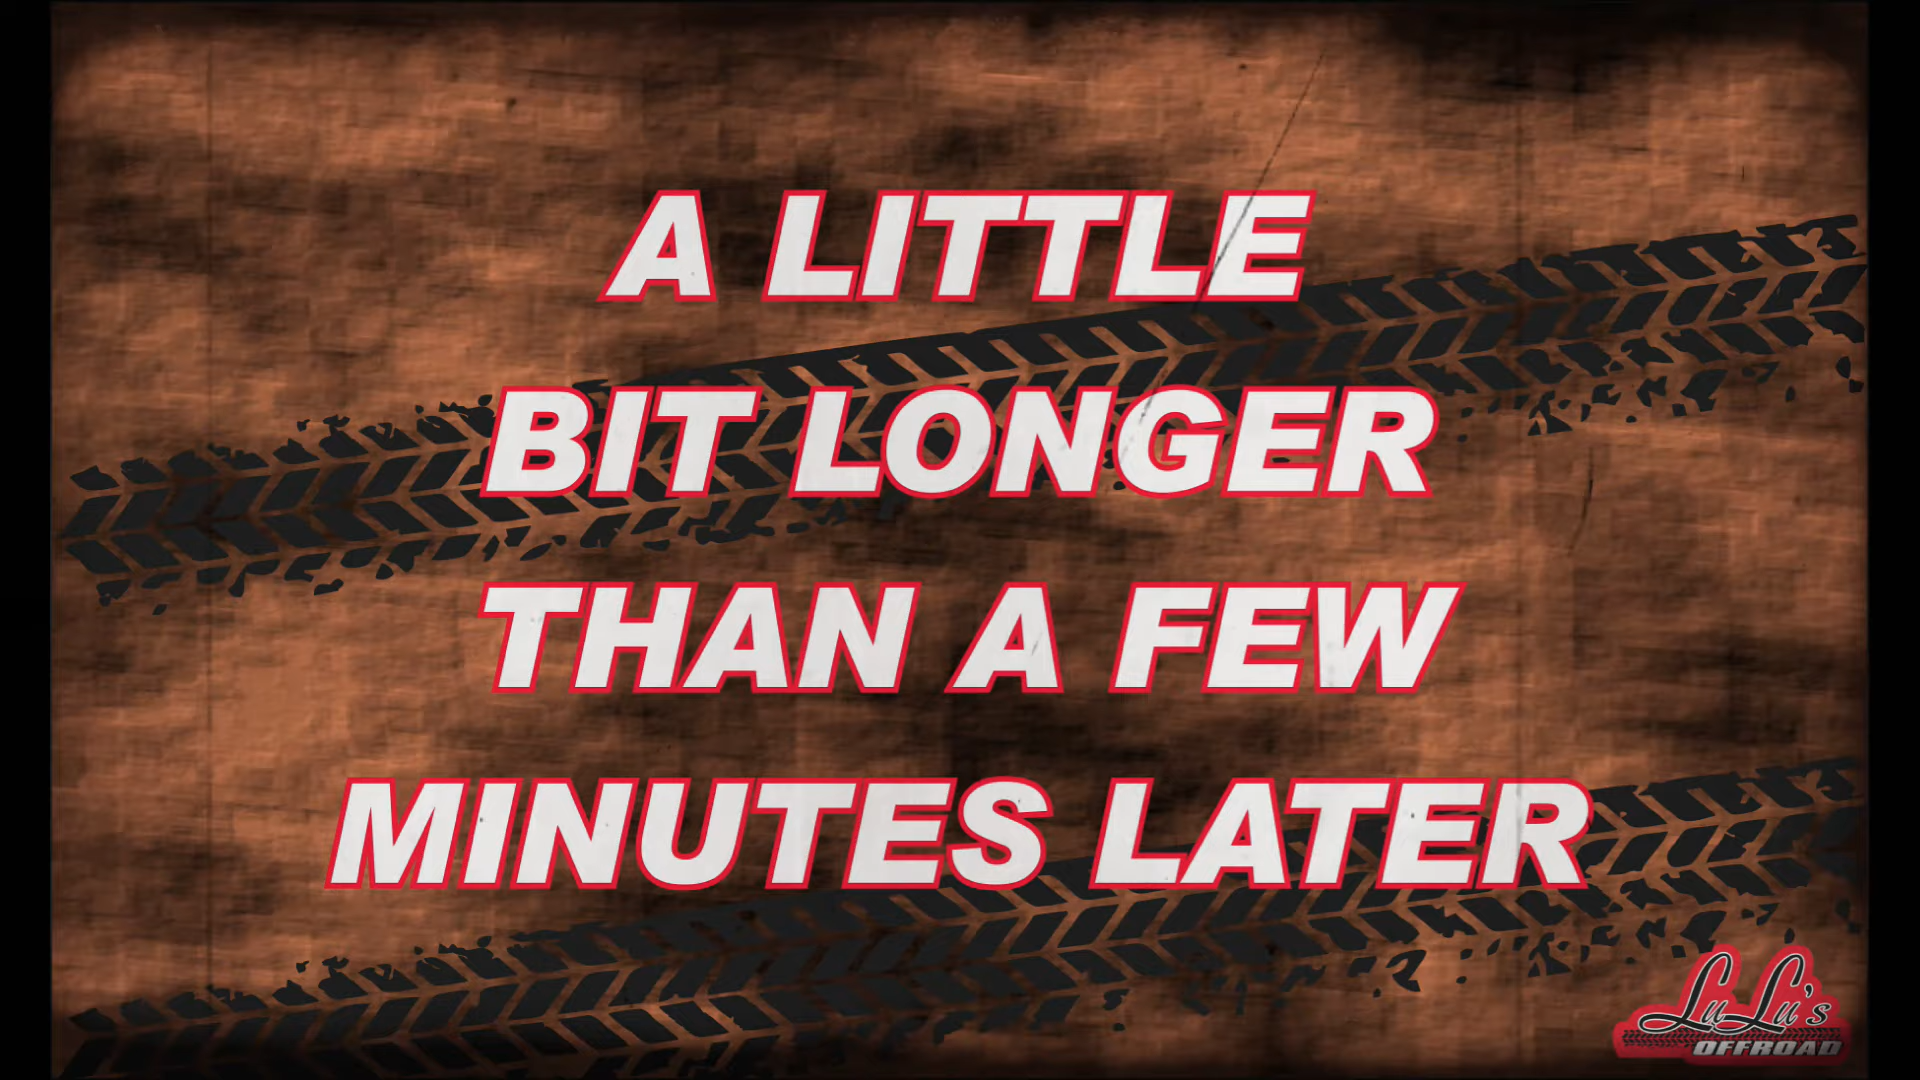 A LITTLE
BIT LONGER
THAN A FEW
MINUTES LATER
LuLu's
OFFROAD